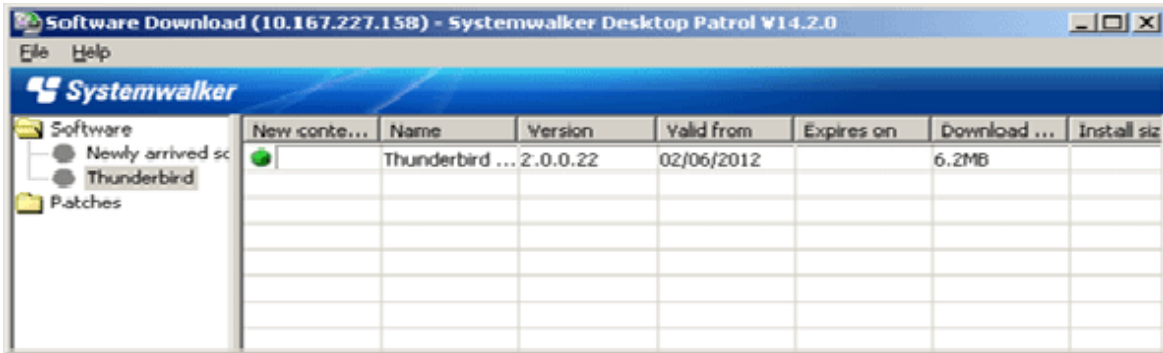 Software Download (10.167.227.158) - Systemwalker Desktop Patrol V14.2.0
File Help
Systemwalker
Software
Newly arrived sc
Thunderbird
Patches
New conte... Name Version Valid from Expires on Download ... Install siz
Thunderbird ... 2.0.0.22 02/06/2012 6.2MB